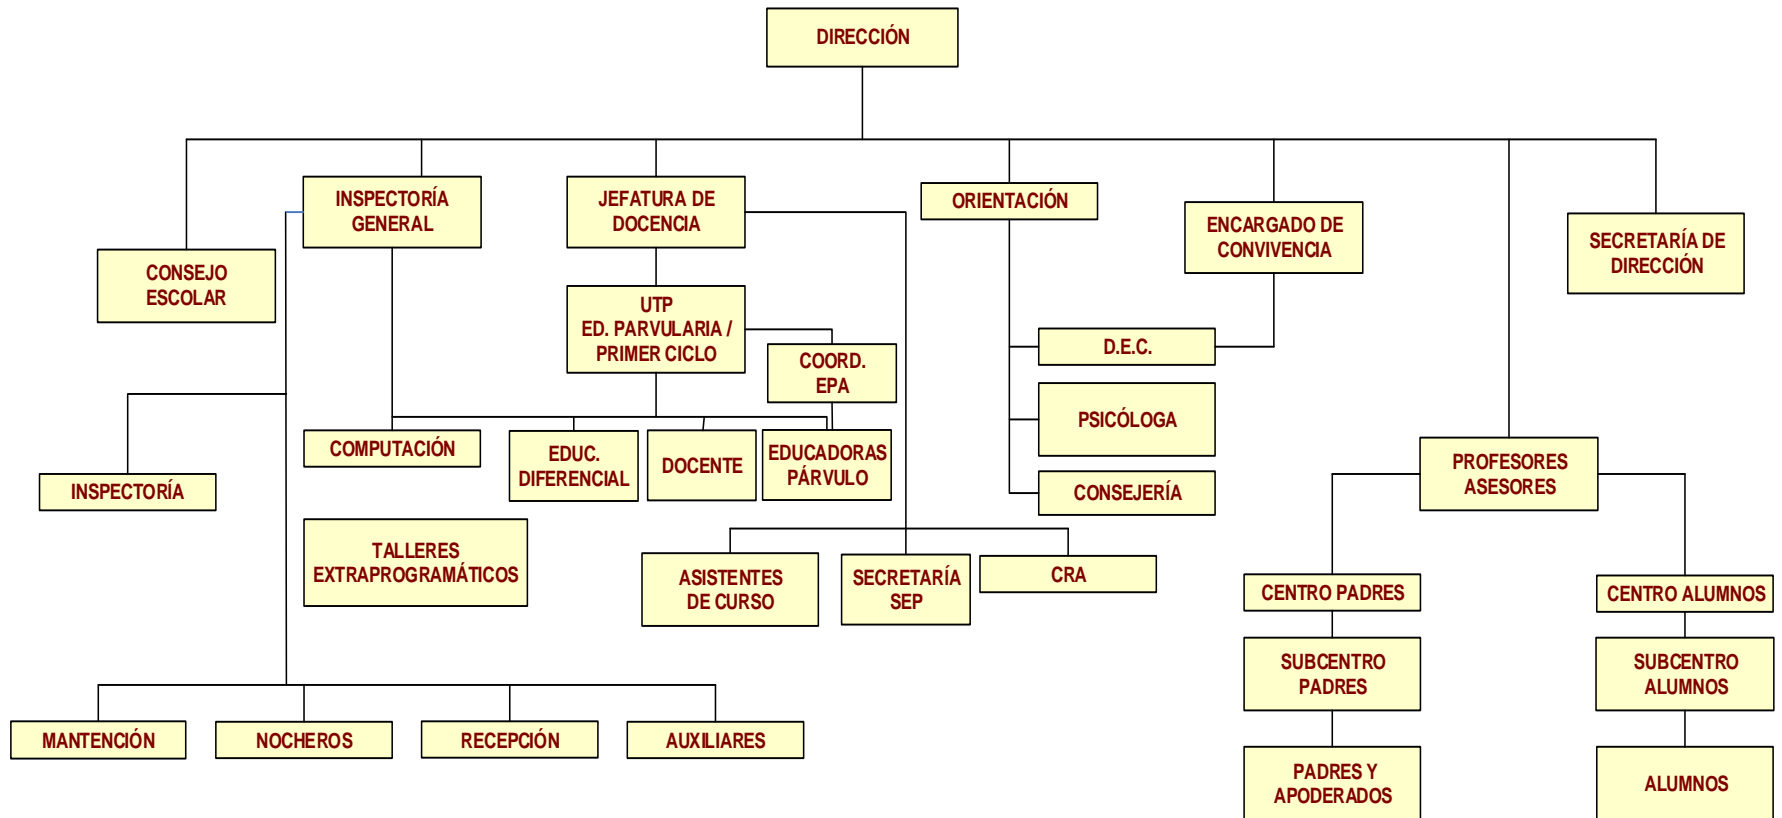 DIRECCIÓN
INSPECTORÍA
GENERAL
JEFATURA DE
DOCENCIA
ORIENTACIÓN
ENCARGADO DE
CONVIVENCIA
SECRETARÍA DE
DIRECCIÓN
CONSEJO
ESCOLAR
UTP
ED. PARVULARIA /
PRIMER CICLO
COORD.
EPA
D.E.C.
PSICÓLOGA
CONSEJERÍA
COMPUTACIÓN
EDUC.
DIFERENCIAL
DOCENTE
EDUCADORAS
PÁRVULO
PROFESORES
ASESORES
INSPECTORÍA
TALLERES
EXTRAPROGRAMÁTICOS
ASISTENTES
DE CURSO
SECRETARÍA
SEP
CRA
CENTRO PADRES
CENTRO ALUMNOS
SUBCENTRO
PADRES
SUBCENTRO
ALUMNOS
MANTENCIÓN
NOCHEROS
RECEPCIÓN
AUXILIARES
PADRES Y
APODERADOS
ALUMNOS